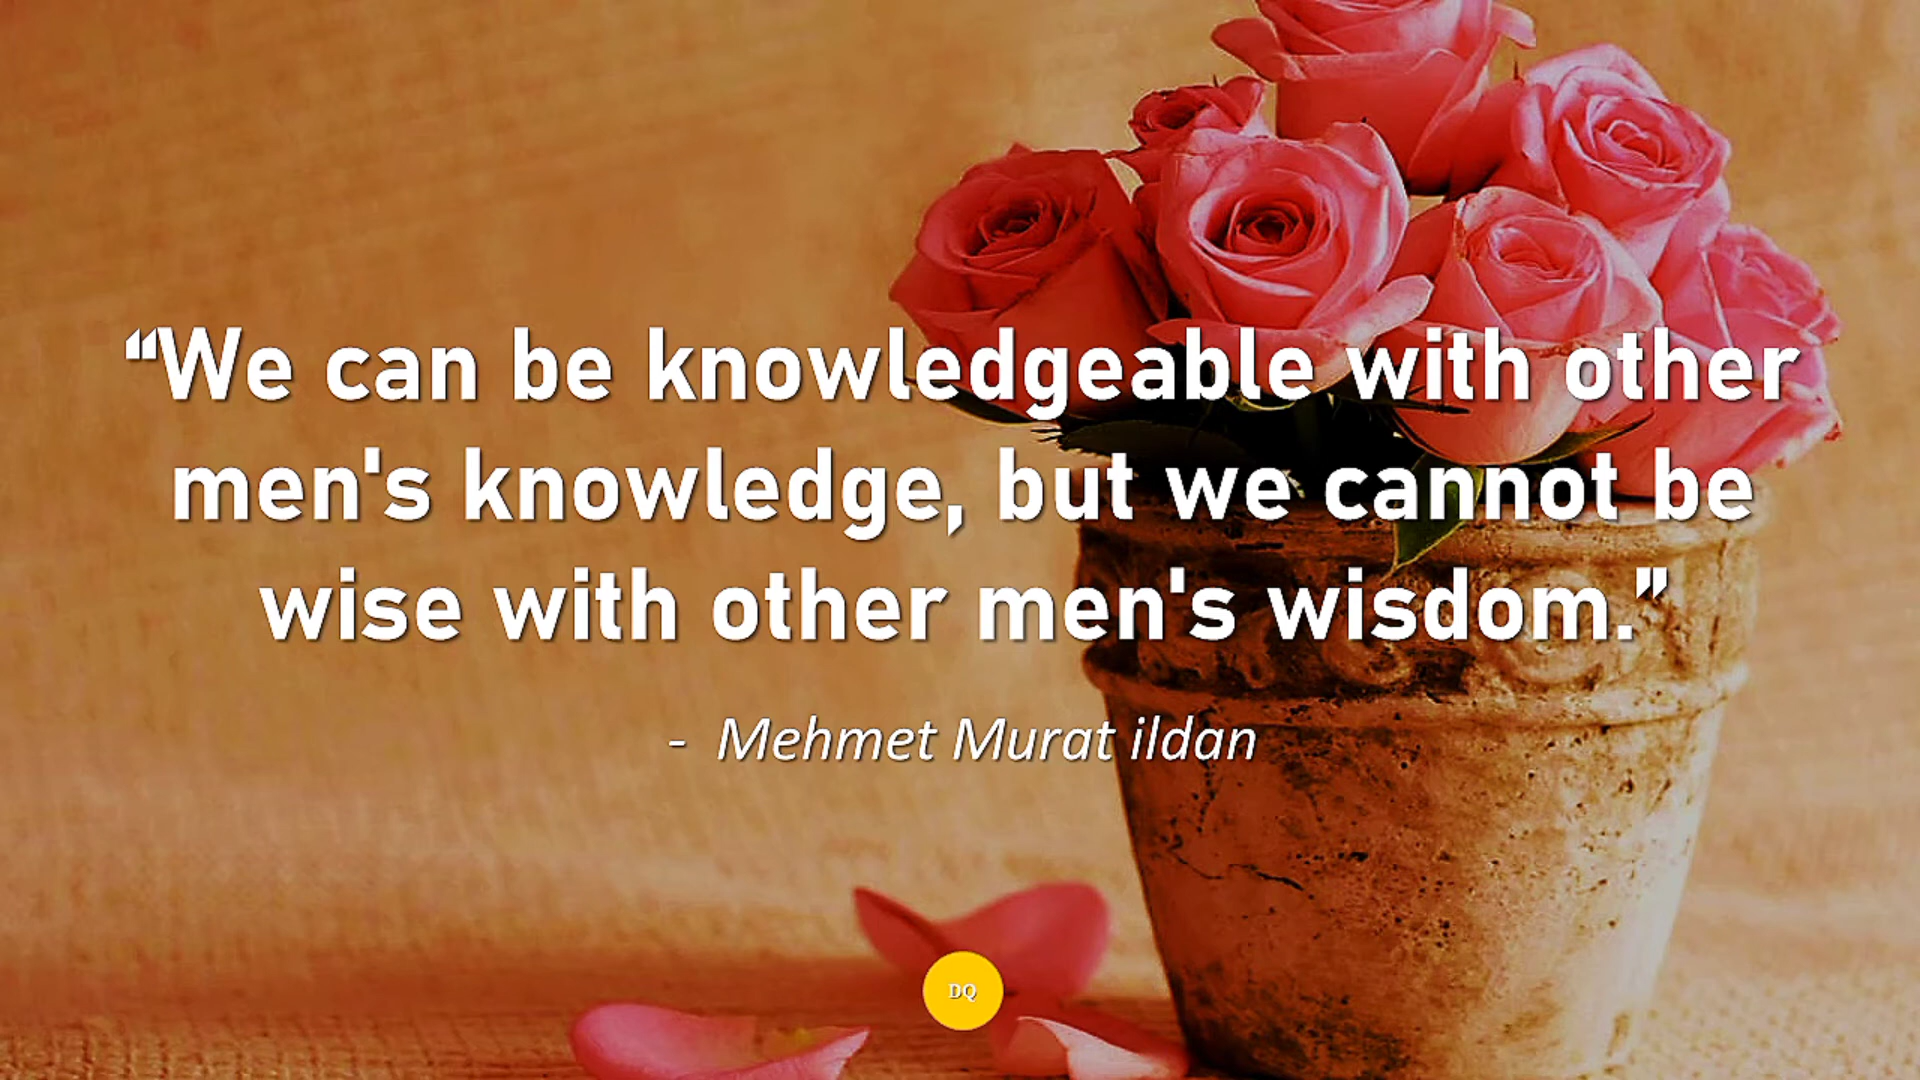 “We can be knowledgeable with other
men's knowledge, but we cannot be
wise with other men's wisdom.”
- Mehmet Murat ildan
DQ